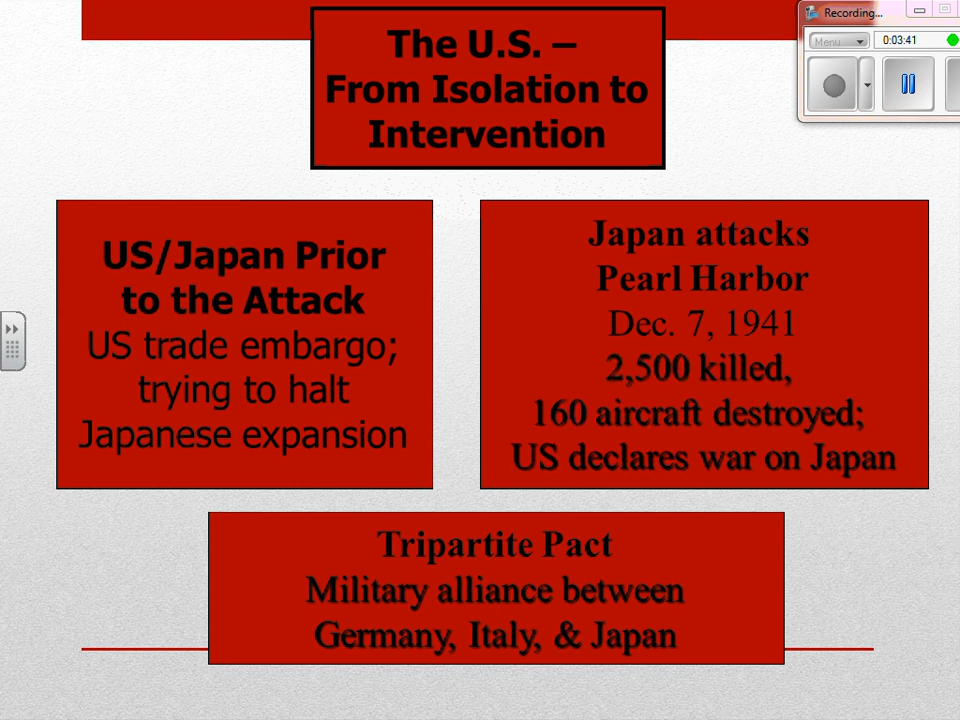 The U.S. –
From Isolation to
Intervention
Recording...
Menu
0:03:41
US/Japan Prior
to the Attack
US trade embargo;
trying to halt
Japanese expansion
Japan attacks
Pearl Harbor
Dec. 7, 1941
2,500 killed,
160 aircraft destroyed;
US declares war on Japan
Tripartite Pact
Military alliance between
Germany, Italy, & Japan